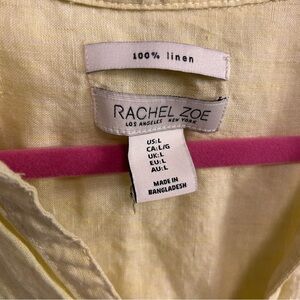 100% linen
RACHEL ZOE
LOS ANGELES NEW YORK
US:L
CA:L/G
UK:L
EU:L
AU:L
MADE IN
BANGLADESH